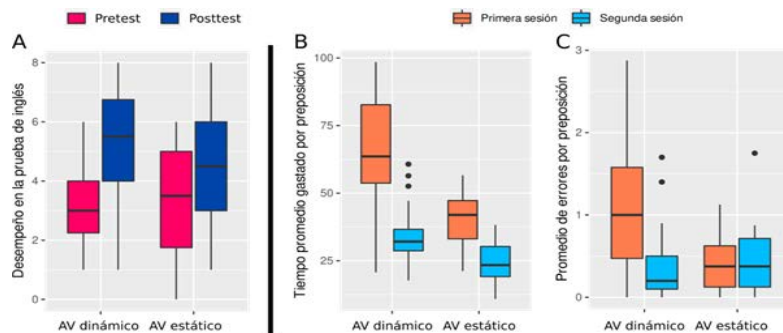 Pretest Posttest
Primera sesión Segunda sesión
A
Desempeño en la prueba de inglés
8
6
4
2
0
AV dinámico AV estático
B
Tiempo promedio gastado por preposición
100
75
50
25
AV dinámico AV estático
C
Promedio de errores por preposición
3
2
1
0
AV dinámico AV estático